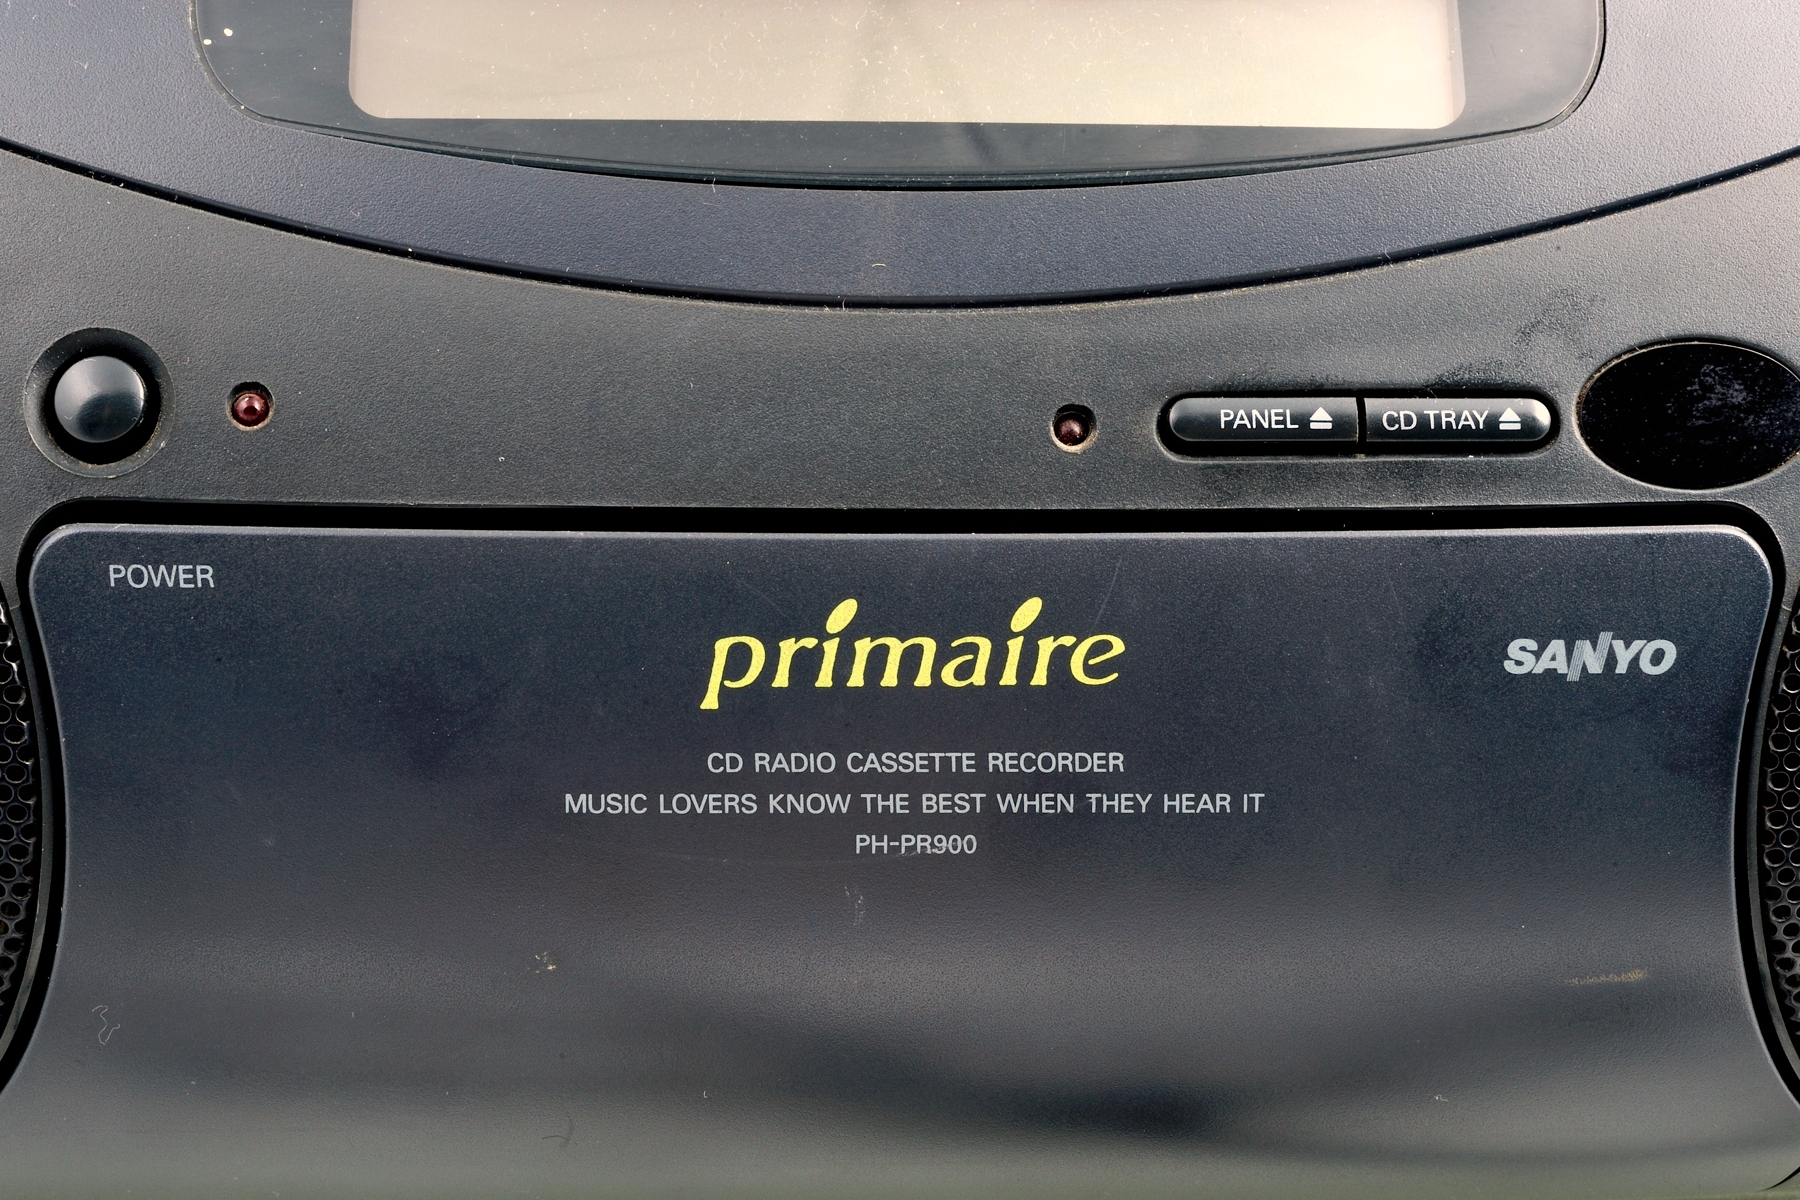 PANEL ⏏ CD TRAY ⏏
POWER
primaire
SANYO
CD RADIO CASSETTE RECORDER
MUSIC LOVERS KNOW THE BEST WHEN THEY HEAR IT
PH-PR900